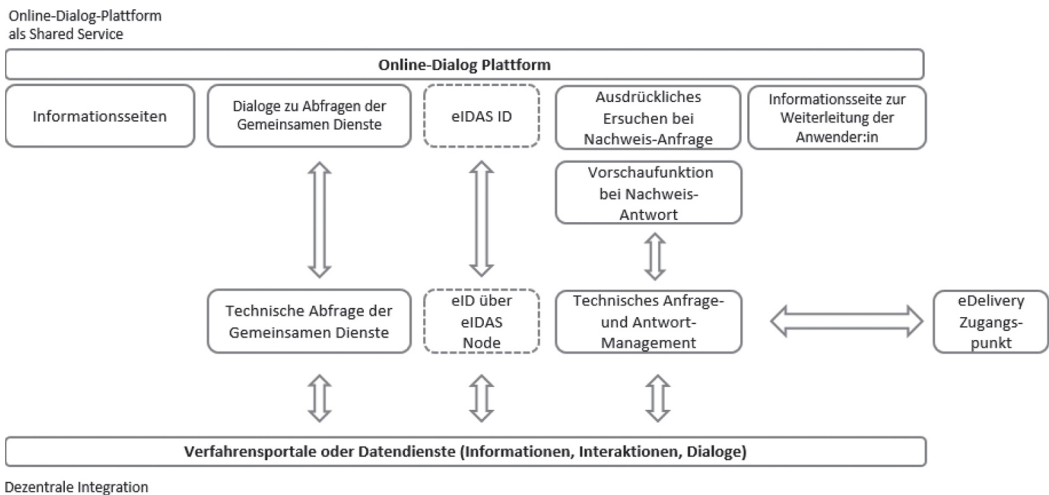 Online-Dialog-Plattform
als Shared Service
Online-Dialog Plattform
Informationsseiten
Dialoge zu Abfragen der
Gemeinsamen Dienste
eIDAS ID
Ausdrückliches
Ersuchen bei
Nachweis-Anfrage
Informationsseite zur
Weiterleitung der
Anwender:in
Vorschaufunktion
bei Nachweis-
Antwort
Technische Abfrage der
Gemeinsamen Dienste
eID über
eIDAS
Node
Technisches Anfrage-
und Antwort-
Management
eDelivery
Zugangs-
punkt
Verfahrensportale oder Datendienste (Informationen, Interaktionen, Dialoge)
Dezentrale Integration